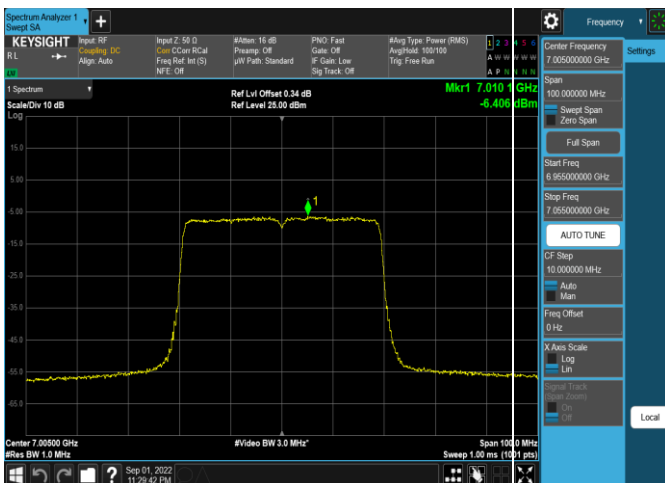 Spectrum Analyzer 1
Swept SA
+
Frequency
KEYSIGHT
R L
LXI
Input: RF
Coupling: DC
Align: Auto
Input Z: 50 Ω
Corr CCorr RCal
Freq Ref: Int (S)
NFE: Off
#Atten: 16 dB
Preamp: Off
µW Path: Standard
PNO: Fast
Gate: Off
IF Gain: Low
Sig Track: Off
#Avg Type: Power (RMS)
Avg|Hold: 100/100
Trig: Free Run
1 2 3 4 5 6
A W W W W W
A P N N N N
1 Spectrum
Scale/Div 10 dB
Log
Ref Lvl Offset 0.34 dB
Ref Level 25.00 dBm
Mkr1 7.010 1 GHz
-6.406 dBm
15.0
5.00
-5.00
-15.0
-25.0
-35.0
-45.0
-55.0
-65.0
1
Center 7.00500 GHz
#Res BW 1.0 MHz
#Video BW 3.0 MHz*
Span 100.0 MHz
Sweep 1.00 ms (1001 pts)
Sep 01, 2022
11:29:42 PM
Center Frequency
7.005000000 GHz
Settings
Span
100.000000 MHz
Swept Span
Zero Span
Full Span
Start Freq
6.955000000 GHz
Stop Freq
7.055000000 GHz
AUTO TUNE
CF Step
10.000000 MHz
Auto
Man
Freq Offset
0 Hz
X Axis Scale
Log
Lin
Signal Track
(Span Zoom)
On
Off
Local